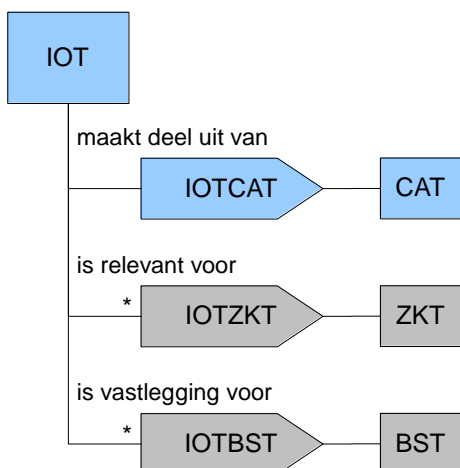 IOT
maakt deel uit van
IOTCAT CAT
is relevant voor
* IOTZKT ZKT
is vastlegging voor
* IOTBST BST